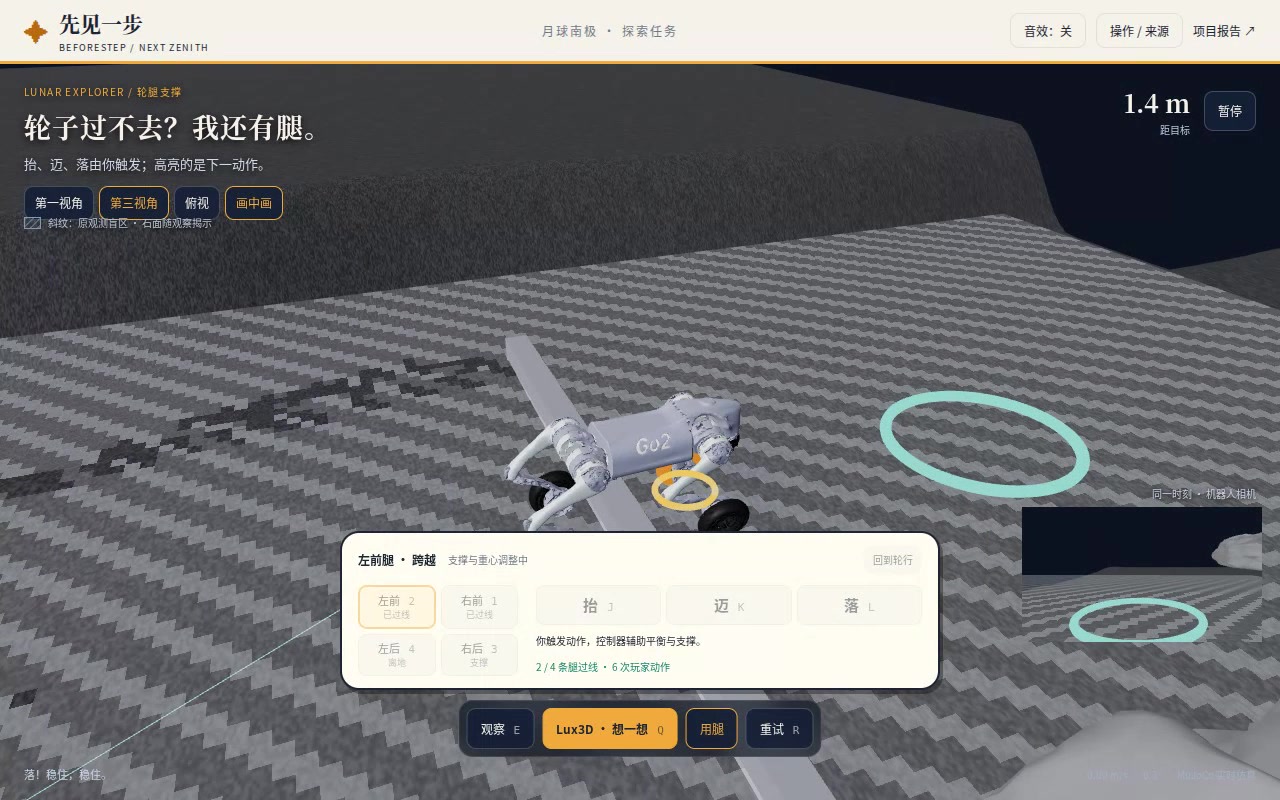 先见一步
BEFORESTEP / NEXT ZENITH
月球南极 · 探索任务
音效：关
操作 / 来源
项目报告 ↗
LUNAR EXPLORER / 轮腿支撑
轮子过不去？我还有腿。
抬、迈、落由你触发；高亮的是下一动作。
第一视角
第三视角
俯视
画中画
斜纹：原观测盲区 · 石面随观察揭示
1.4 m
距目标
暂停
Go2
同一时刻 · 机器人相机
左前腿 · 跨越
支撑与重心调整中
回到轮行
左前 2
已过线
右前 1
已过线
左后 4
离地
右后 3
支撑
抬 J
迈 K
落 L
你触发动作，控制器辅助平衡与支撑。
2 / 4 条腿过线 · 6 次玩家动作
观察 E
Lux3D · 想一想 Q
用腿
重试 R
落！稳住，稳住。